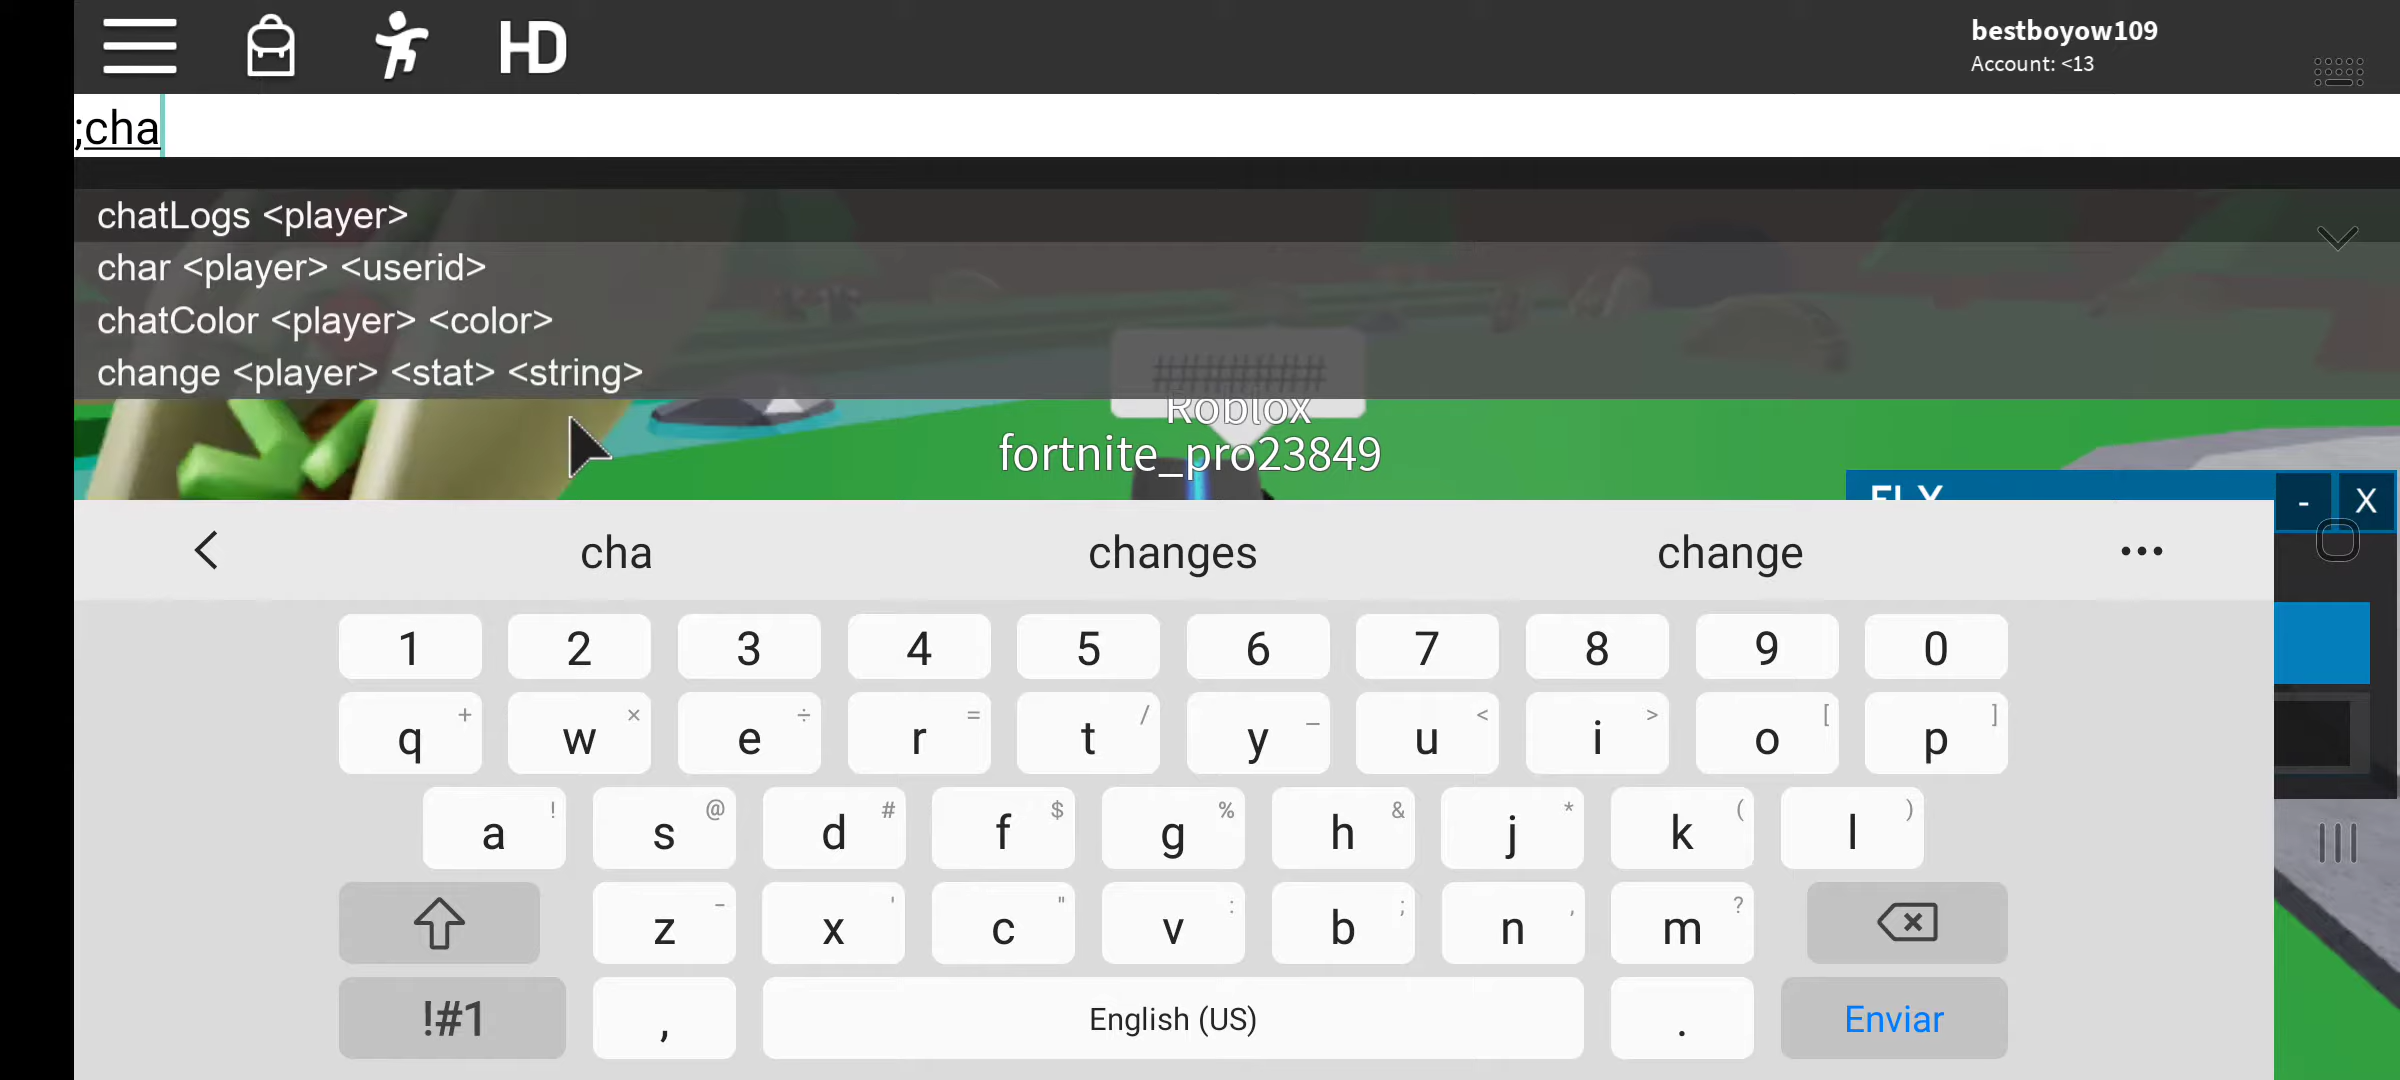 HD
bestboyow109
Account: <13
;cha
chatLogs <player>
char <player> <userid>
chatColor <player> <color>
change <player> <stat> <string>
##########
Roblox
fortnite_pro23849
- X
cha changes change ...
1 2 3 4 5 6 7 8 9 0
q + w × e ÷ r = t / y _ u < i > o [ p ]
a ! s @ d # f $ g % h & j * k ( l )
z - x ' c " v : b ; n , m ?
!#1 , English (US) . Enviar